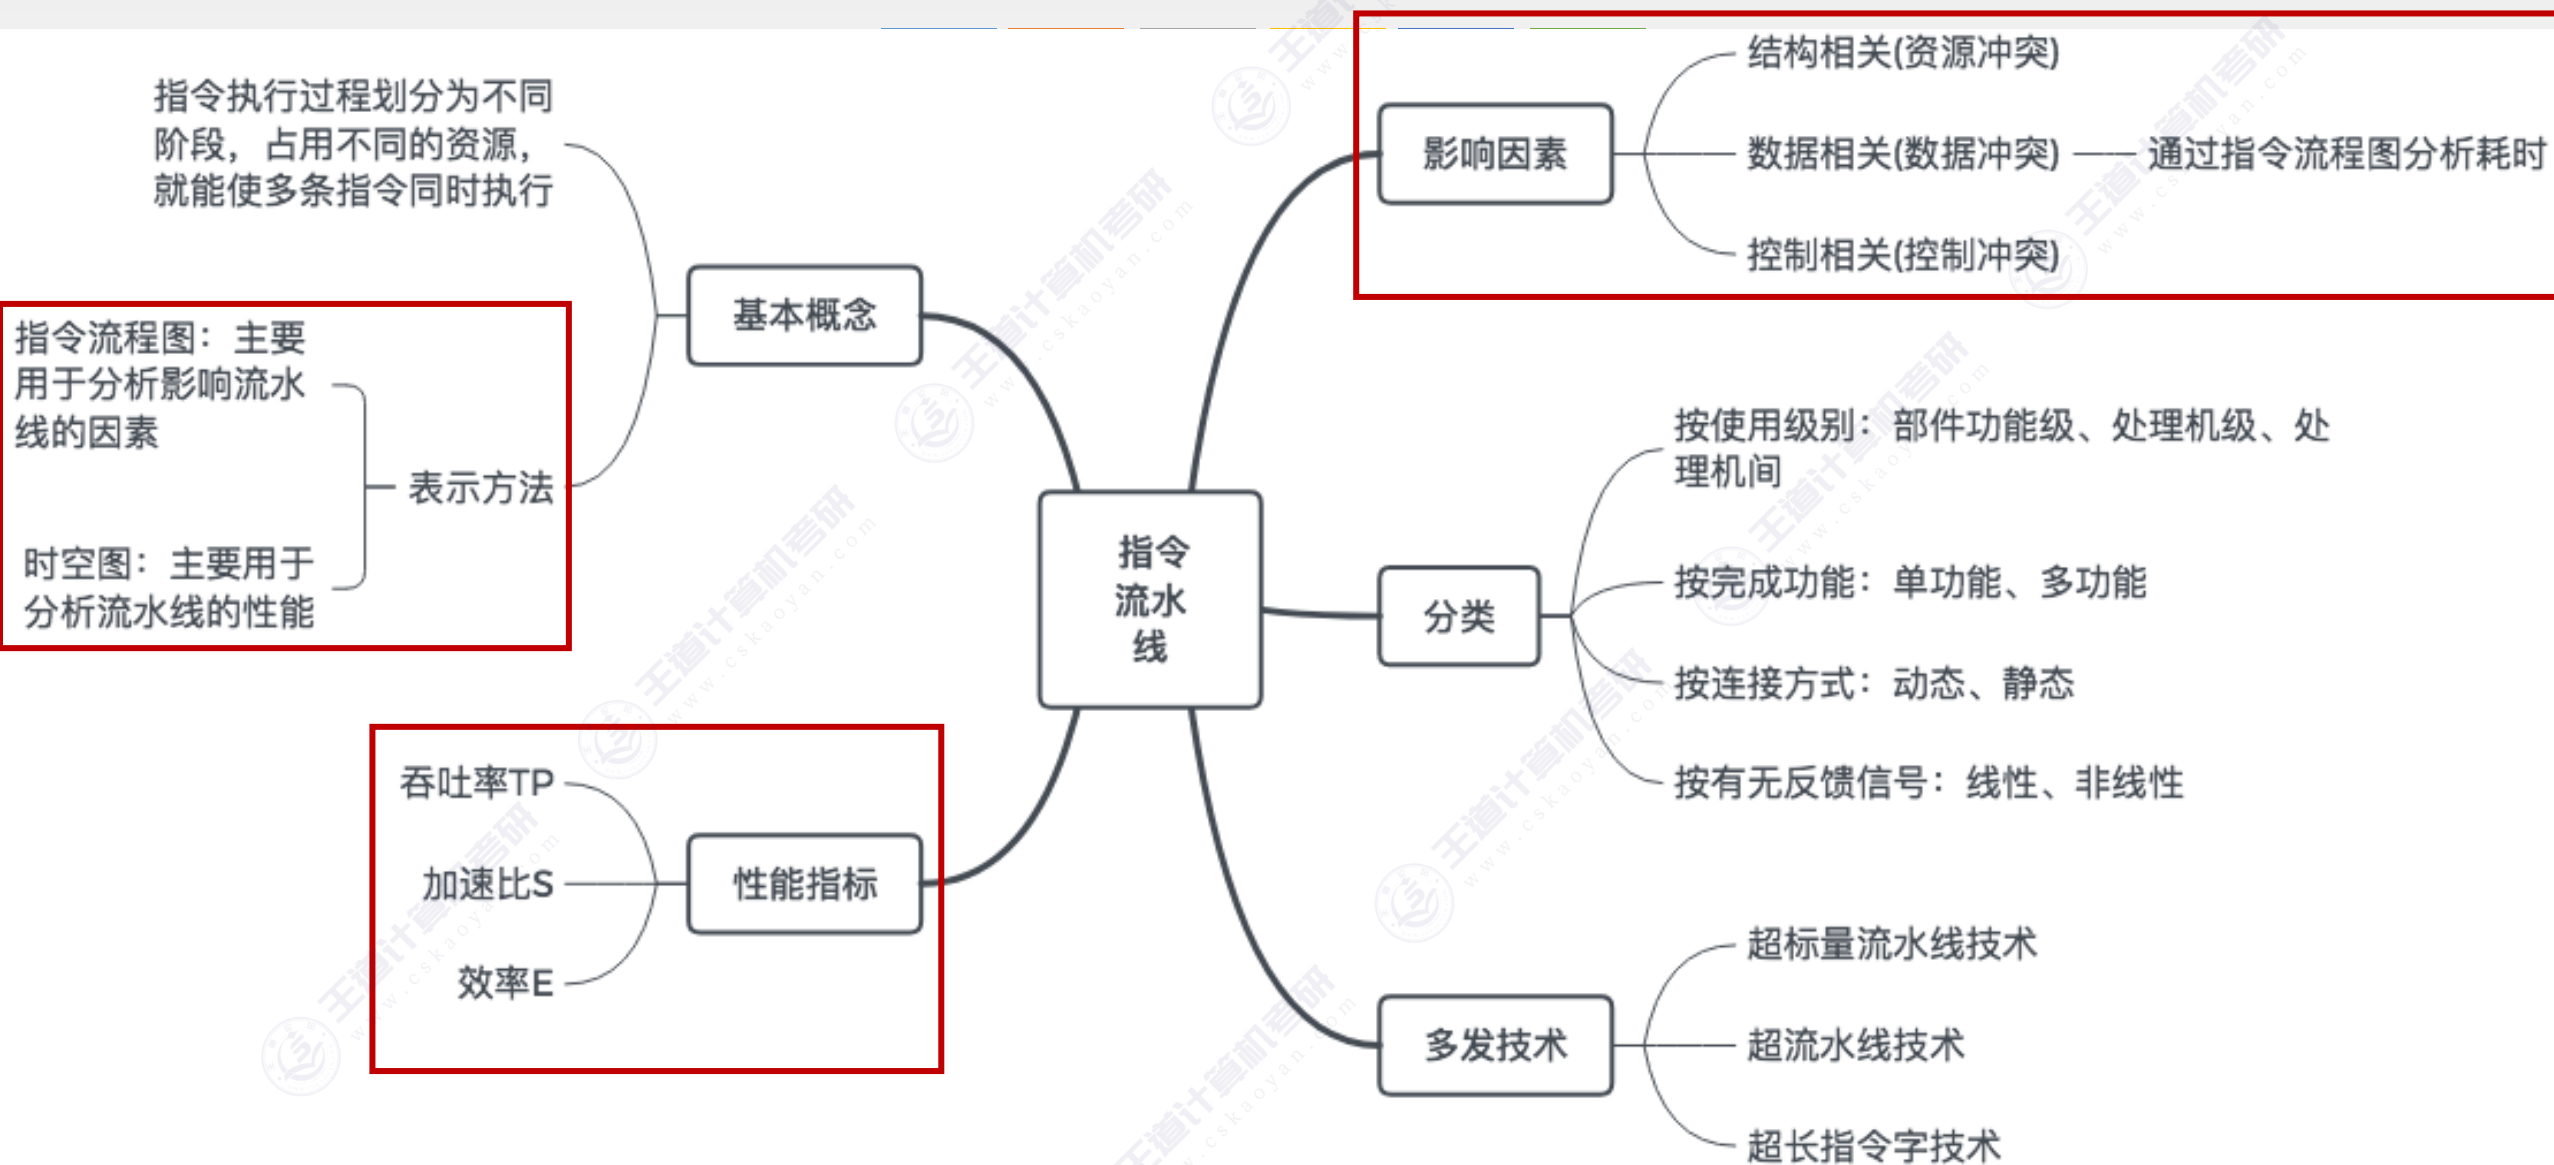 指令执行过程划分为不同
阶段，占用不同的资源，
就能使多条指令同时执行
基本概念
指令流程图：主要
用于分析影响流水
线的因素
表示方法
时空图：主要用于
分析流水线的性能
吞吐率TP
加速比S
效率E
性能指标
指令
流水
线
影响因素
结构相关(资源冲突)
数据相关(数据冲突)
通过指令流程图分析耗时
控制相关(控制冲突)
分类
按使用级别：部件功能级、处理机级、处
理机间
按完成功能：单功能、多功能
按连接方式：动态、静态
按有无反馈信号：线性、非线性
多发技术
超标量流水线技术
超流水线技术
超长指令字技术
王道计算机考研
www.cskaoyan.com